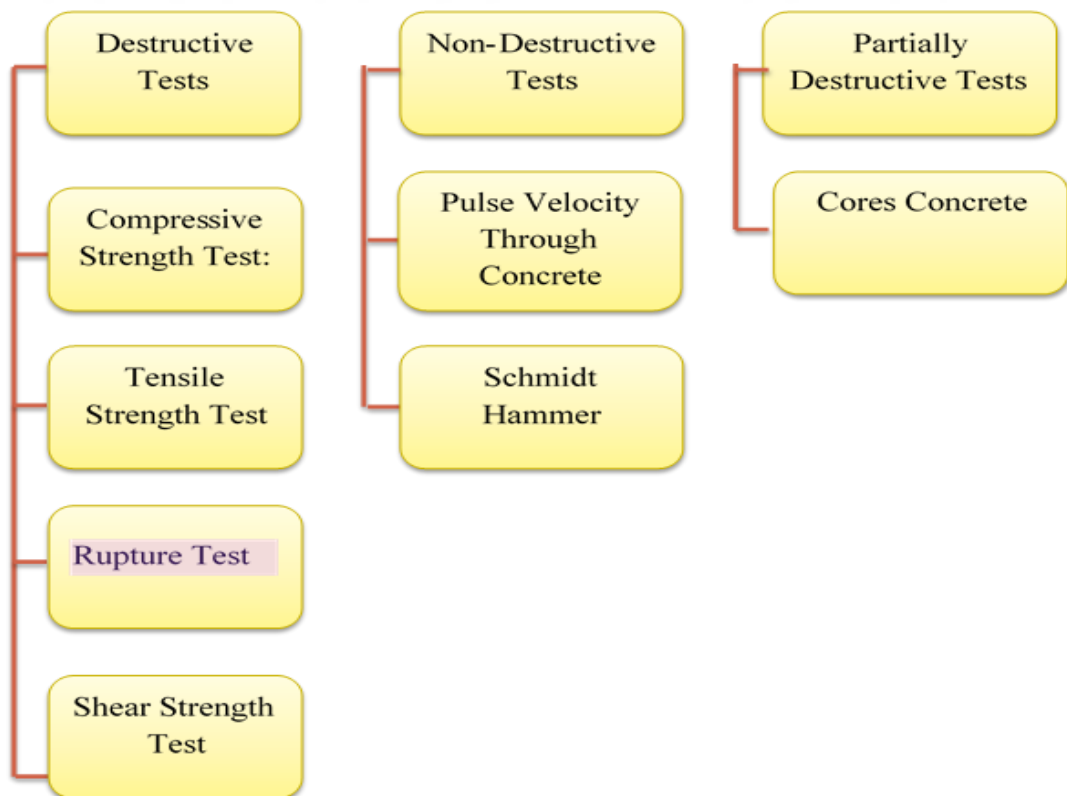 Destructive
Tests
Compressive
Strength Test:
Tensile
Strength Test
Rupture Test
Shear Strength
Test
Non-Destructive
Tests
Pulse Velocity
Through
Concrete
Schmidt
Hammer
Partially
Destructive Tests
Cores Concrete